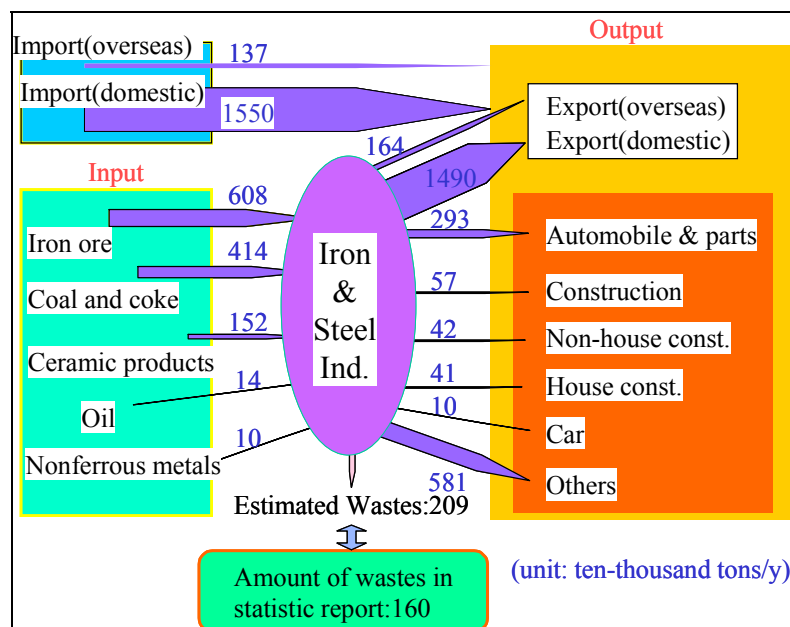 Output
Import(overseas)
137
Import(domestic)
1550
Export(overseas)
Export(domestic)
164
1490
Input
608
Iron ore
414
Coal and coke
152
Ceramic products
14
Oil
10
Nonferrous metals
Iron
&
Steel
Ind.
293
Automobile & parts
57
Construction
42
Non-house const.
41
House const.
10
Car
581
Others
Estimated Wastes:209
Amount of wastes in
statistic report:160
(unit: ten-thousand tons/y)